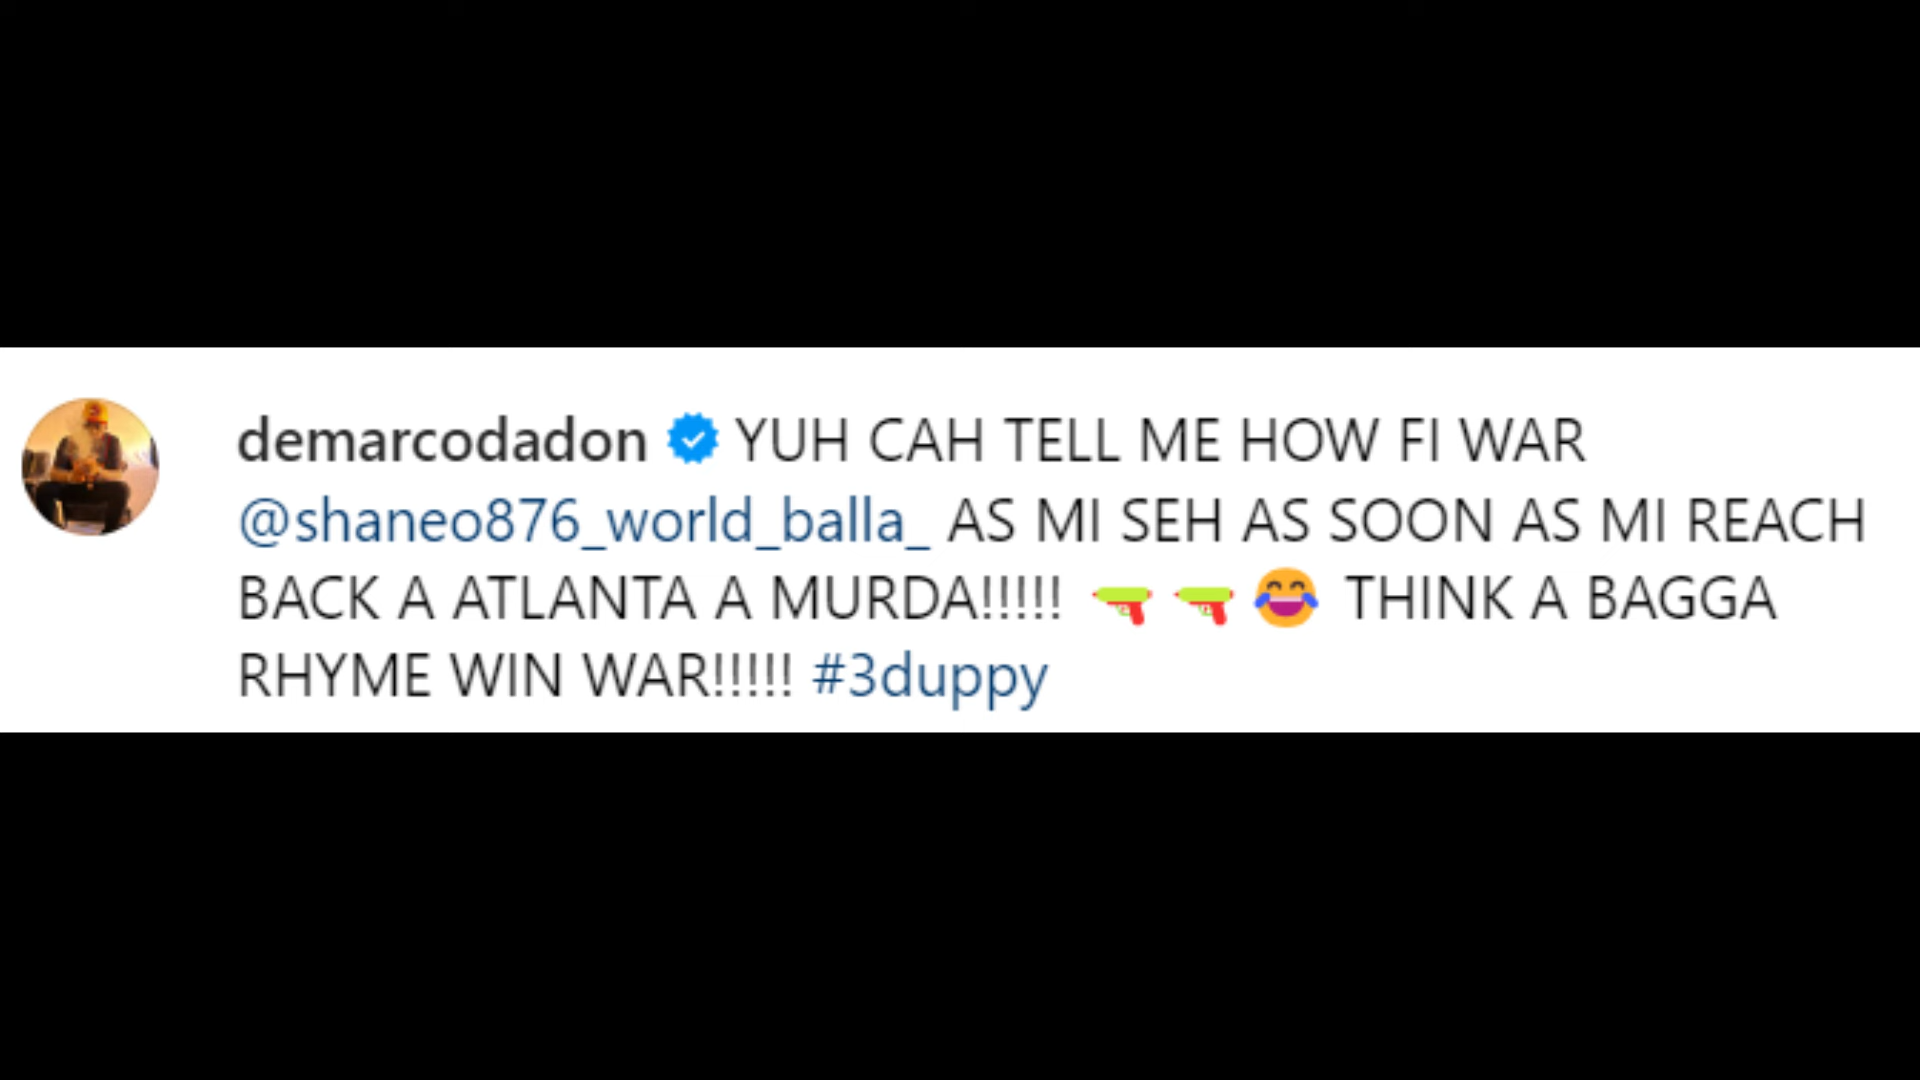 demarcodadon YUH CAH TELL ME HOW FI WAR
@shaneo876_world_balla_ AS MI SEH AS SOON AS MI REACH
BACK A ATLANTA A MURDA!!!!! 🔫🔫😂 THINK A BAGGA
RHYME WIN WAR!!!!! #3duppy